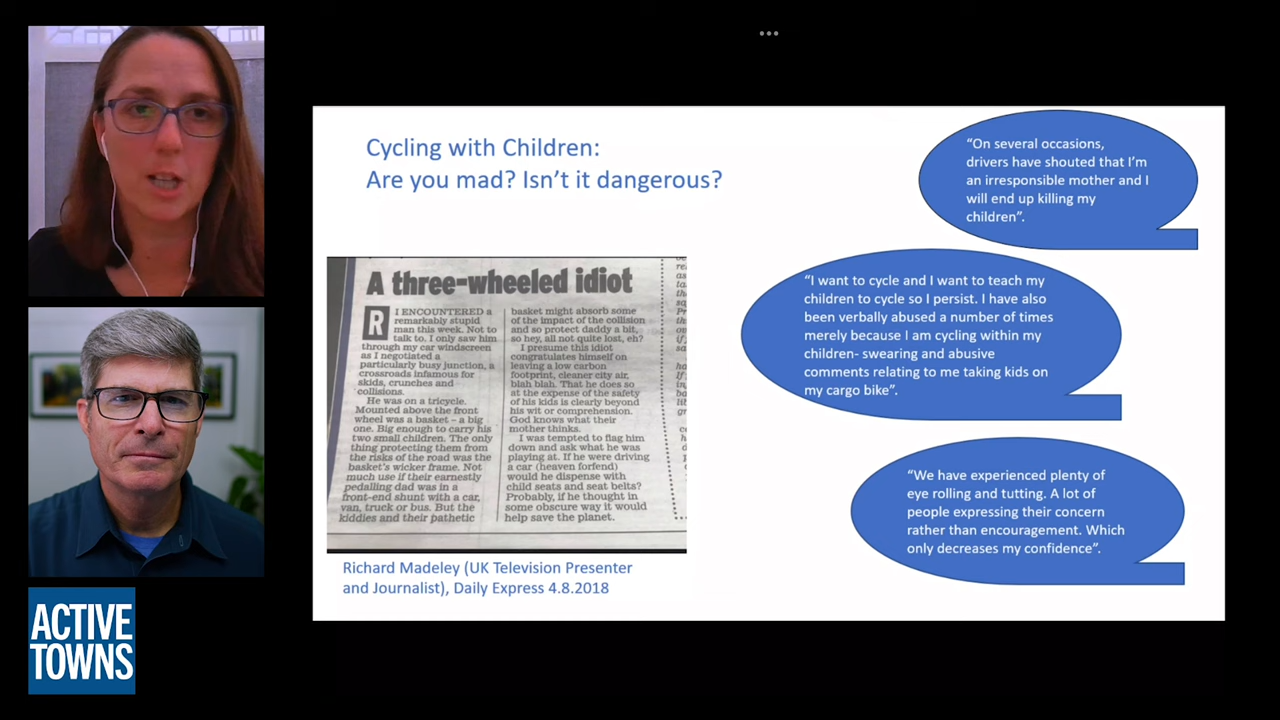 Cycling with Children:
Are you mad? Isn't it dangerous?
A three-wheeled idiot
R I ENCOUNTERED a
remarkably stupid
man this week. Not to
talk to. I only saw him
through my car windscreen
as I negotiated a
particularly busy junction, a
crossroads infamous for
skids, crunches and
collisions.
He was on a tricycle.
Mounted above the front
wheel was a basket – a big
one. Big enough to carry his
two small children. The only
thing protecting them from
the risks of the road was the
basket's wicker frame. Not
much use if their earnestly
pedalling dad was in a
front-end shunt with a car,
van, truck or bus. But the
kiddies and their pathetic
basket might absorb some
of the impact of the collision
and so protect daddy a bit,
so hey, all not quite lost, eh?
I presume this idiot
congratulates himself on
leaving a low carbon
footprint, cleaner city air,
blah blah. That he does so
at the expense of the safety
of his kids is clearly beyond
his wit or comprehension.
God knows what their
mother thinks.
I was tempted to flag him
down and ask what he was
playing at. If he were driving
a car (heaven forfend)
would he dispense with
child seats and seat belts?
Probably, if he thought in
some obscure way it would
help save the planet.
Richard Madeley (UK Television Presenter
and Journalist), Daily Express 4.8.2018
"On several occasions,
drivers have shouted that I'm
an irresponsible mother and I
will end up killing my
children".
"I want to cycle and I want to teach my
children to cycle so I persist. I have also
been verbally abused a number of times
merely because I am cycling within my
children- swearing and abusive
comments relating to me taking kids on
my cargo bike".
"We have experienced plenty of
eye rolling and tutting. A lot of
people expressing their concern
rather than encouragement. Which
only decreases my confidence".
ACTIVE
TOWNS